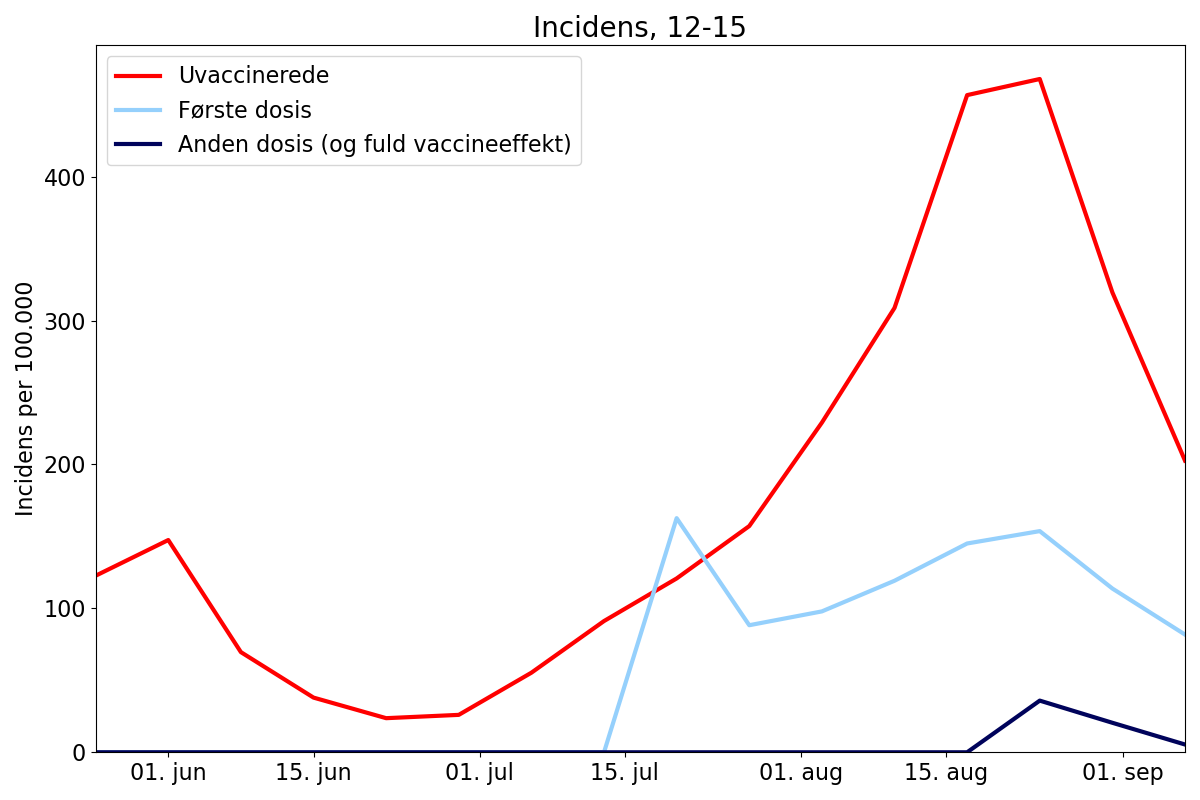 Incidens, 12-15
Uvaccinerede
Første dosis
Anden dosis (og fuld vaccineeffekt)
Incidens per 100.000
400
300
200
100
0
01. jun 15. jun 01. jul 15. jul 01. aug 15. aug 01. sep